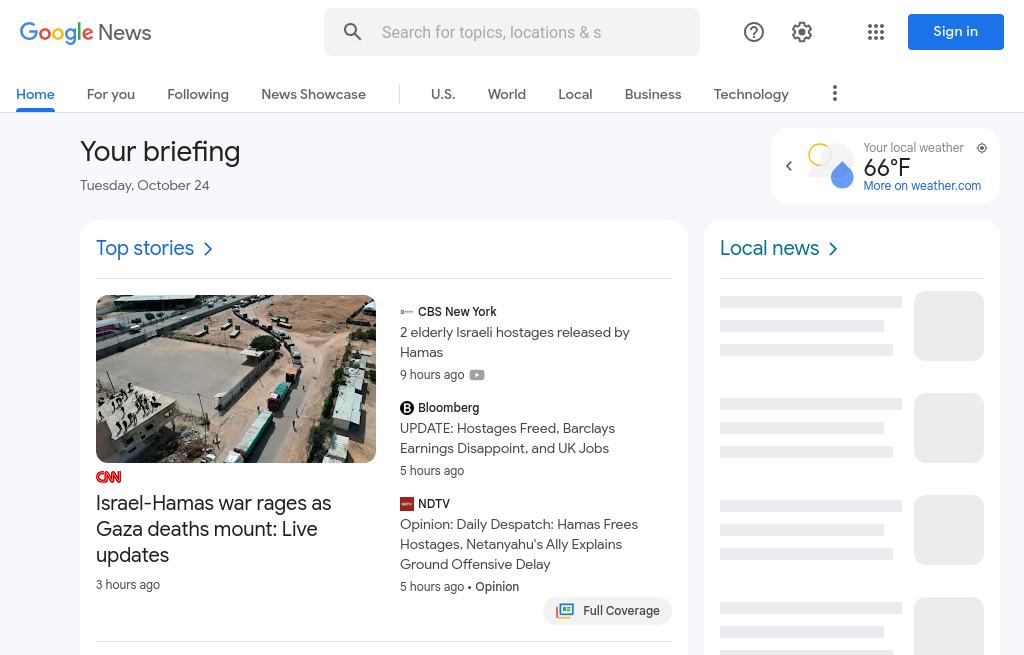 Google News
Search for topics, locations & s
Sign in
Home
For you
Following
News Showcase
U.S.
World
Local
Business
Technology
Your briefing
Tuesday, October 24
Your local weather
66°F
More on weather.com
Top stories
CNN
Israel-Hamas war rages as
Gaza deaths mount: Live
updates
3 hours ago
CBS New York
2 elderly Israeli hostages released by
Hamas
9 hours ago
B Bloomberg
UPDATE: Hostages Freed, Barclays
Earnings Disappoint, and UK Jobs
5 hours ago
NDTV
Opinion: Daily Despatch: Hamas Frees
Hostages, Netanyahu's Ally Explains
Ground Offensive Delay
5 hours ago • Opinion
Full Coverage
Local news